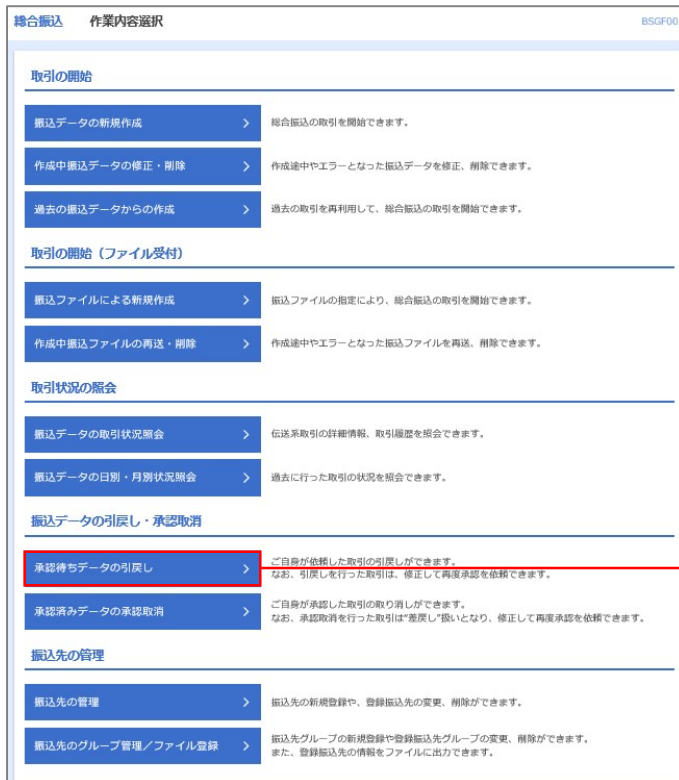 総合振込 作業内容選択 BSGF00
取引の開始
振込データの新規作成 > 総合振込の取引を開始できます。
作成中振込データの修正・削除 > 作成途中やエラーとなった振込データを修正、削除できます。
過去の振込データからの作成 > 過去の取引を再利用して、総合振込の取引を開始できます。
取引の開始（ファイル受付）
振込ファイルによる新規作成 > 振込ファイルの指定により、総合振込の取引を開始できます。
作成中振込ファイルの再送・削除 > 作成途中やエラーとなった振込ファイルを再送、削除できます。
取引状況の照会
振込データの取引状況照会 > 伝送系取引の詳細情報、取引履歴を照会できます。
振込データの日別・月別状況照会 > 過去に行った取引の状況を照会できます。
振込データの引戻し・承認取消
承認待ちデータの引戻し > ご自身が依頼した取引の引戻しができます。
なお、引戻しを行った取引は、修正して再度承認を依頼できます。
承認済みデータの承認取消 > ご自身が承認した取引の取り消しができます。
なお、承認取消を行った取引は“差戻し”扱いとなり、修正して再度承認を依頼できます。
振込先の管理
振込先の管理 > 振込先の新規登録や、登録振込先の変更、削除ができます。
振込先のグループ管理／ファイル登録 > 振込先グループの新規登録や登録振込先グループの変更、削除ができます。
また、登録振込先の情報をファイルに出力できます。